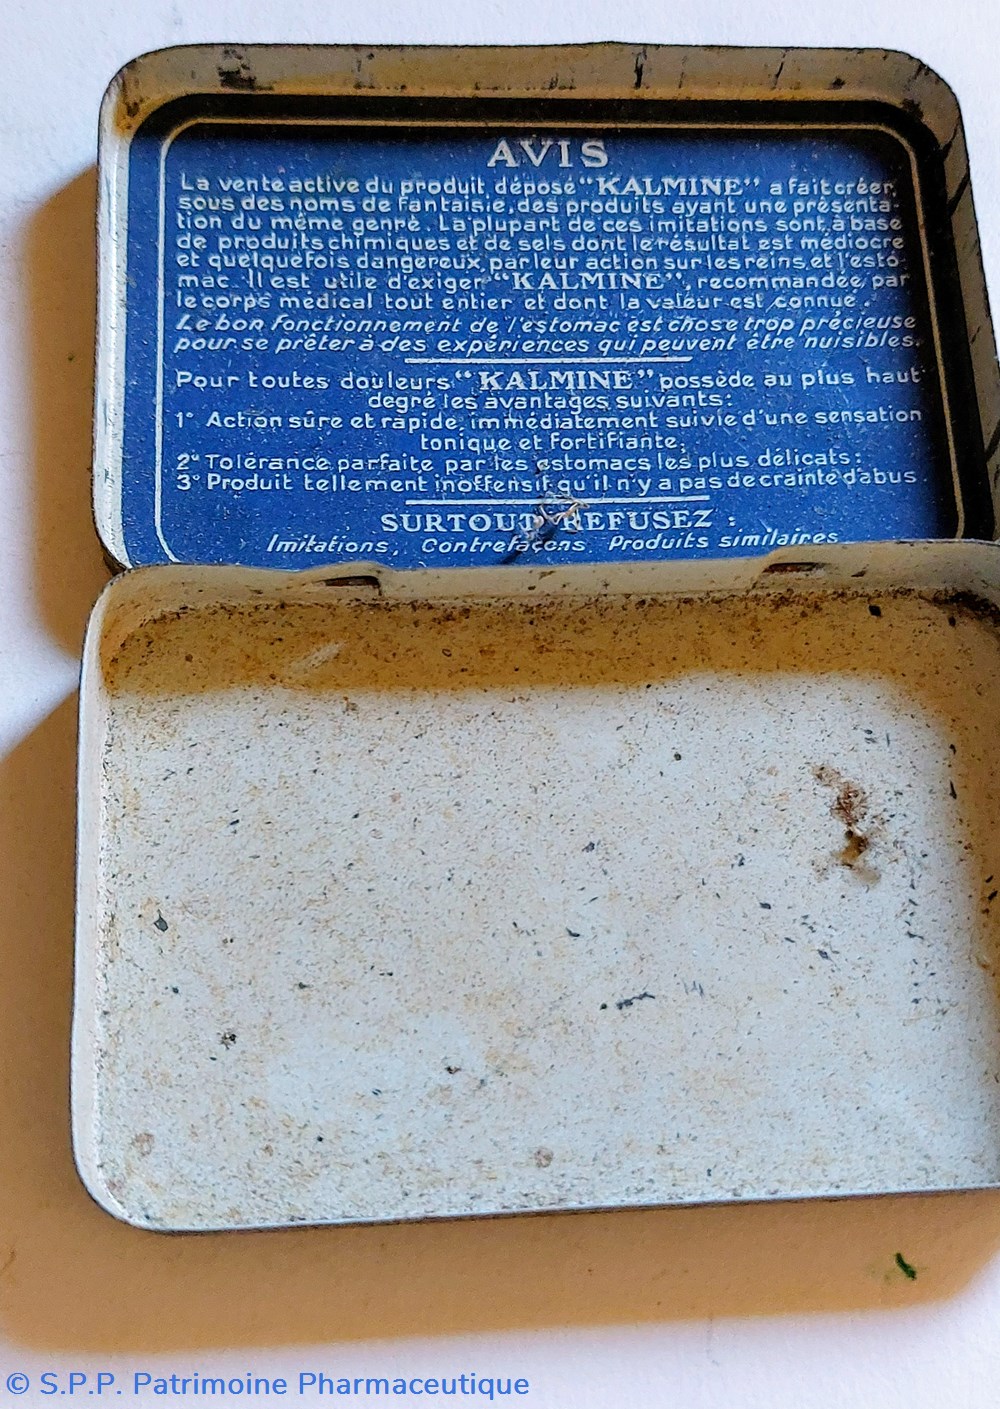 AVIS
La vente active du produit déposé "KALMINE" a fait créer,
sous des noms de fantaisie, des produits ayant une présenta-
tion du même genre. La plupart de ces imitations sont à base
de produits chimiques et de sels dont le résultat est médiocre
et quelquefois dangereux par leur action sur les reins et l'esto-
mac. Il est utile d'exiger "KALMINE", recommandée par
le corps médical tout entier et dont la valeur est connue.
Le bon fonctionnement de l'estomac est chose trop précieuse
pour se prêter à des expériences qui peuvent être nuisibles.
Pour toutes douleurs "KALMINE" possède au plus haut
degré les avantages suivants:
1° Action sûre et rapide, immédiatement suivie d'une sensation
tonique et fortifiante.
2° Tolérance parfaite par les estomacs les plus délicats:
3° Produit tellement inoffensif qu'il n'y a pas de crainte d'abus.
SURTOUT REFUSEZ :
Imitations, Contrefaçons, Produits similaires
© S.P.P. Patrimoine Pharmaceutique